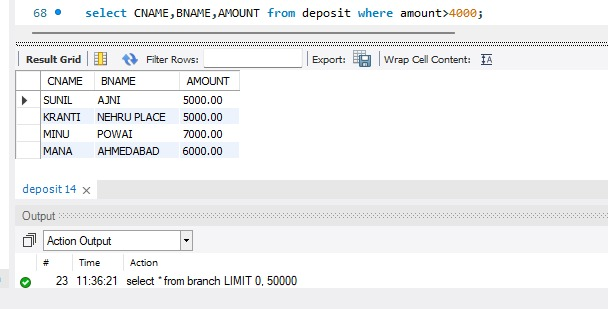 68 select CNAME,BNAME,AMOUNT from deposit where amount>4000;
Result Grid Filter Rows: Export: Wrap Cell Content:
CNAME BNAME AMOUNT
SUNIL AJNI 5000.00
KRANTI NEHRU PLACE 5000.00
MINU POWAI 7000.00
MANA AHMEDABAD 6000.00
deposit 14 ×
Output
Action Output
# Time Action
23 11:36:21 select * from branch LIMIT 0, 50000